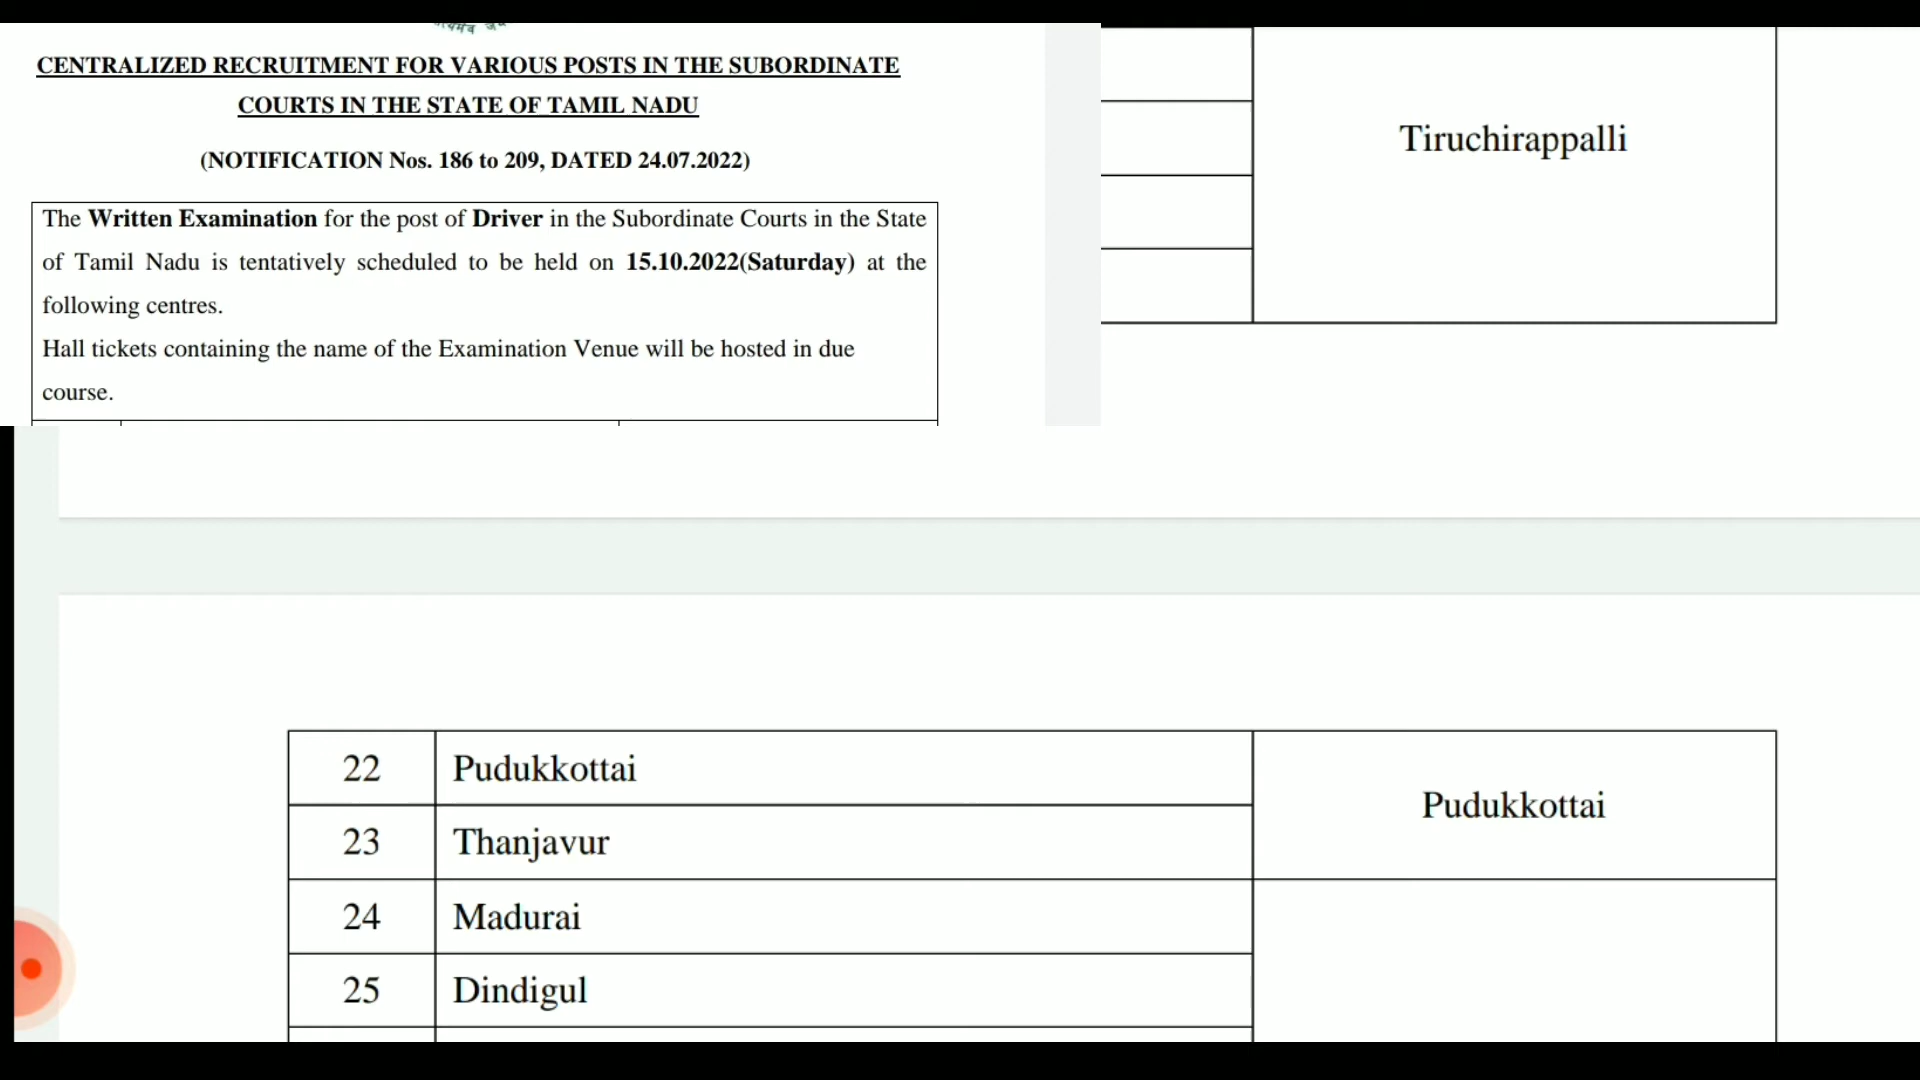 CENTRALIZED RECRUITMENT FOR VARIOUS POSTS IN THE SUBORDINATE
COURTS IN THE STATE OF TAMIL NADU
(NOTIFICATION Nos. 186 to 209, DATED 24.07.2022)
The Written Examination for the post of Driver in the Subordinate Courts in the State
of Tamil Nadu is tentatively scheduled to be held on 15.10.2022(Saturday) at the
following centres.
Hall tickets containing the name of the Examination Venue will be hosted in due
course.
Tiruchirappalli
22 Pudukkottai
Pudukkottai
23 Thanjavur
24 Madurai
25 Dindigul